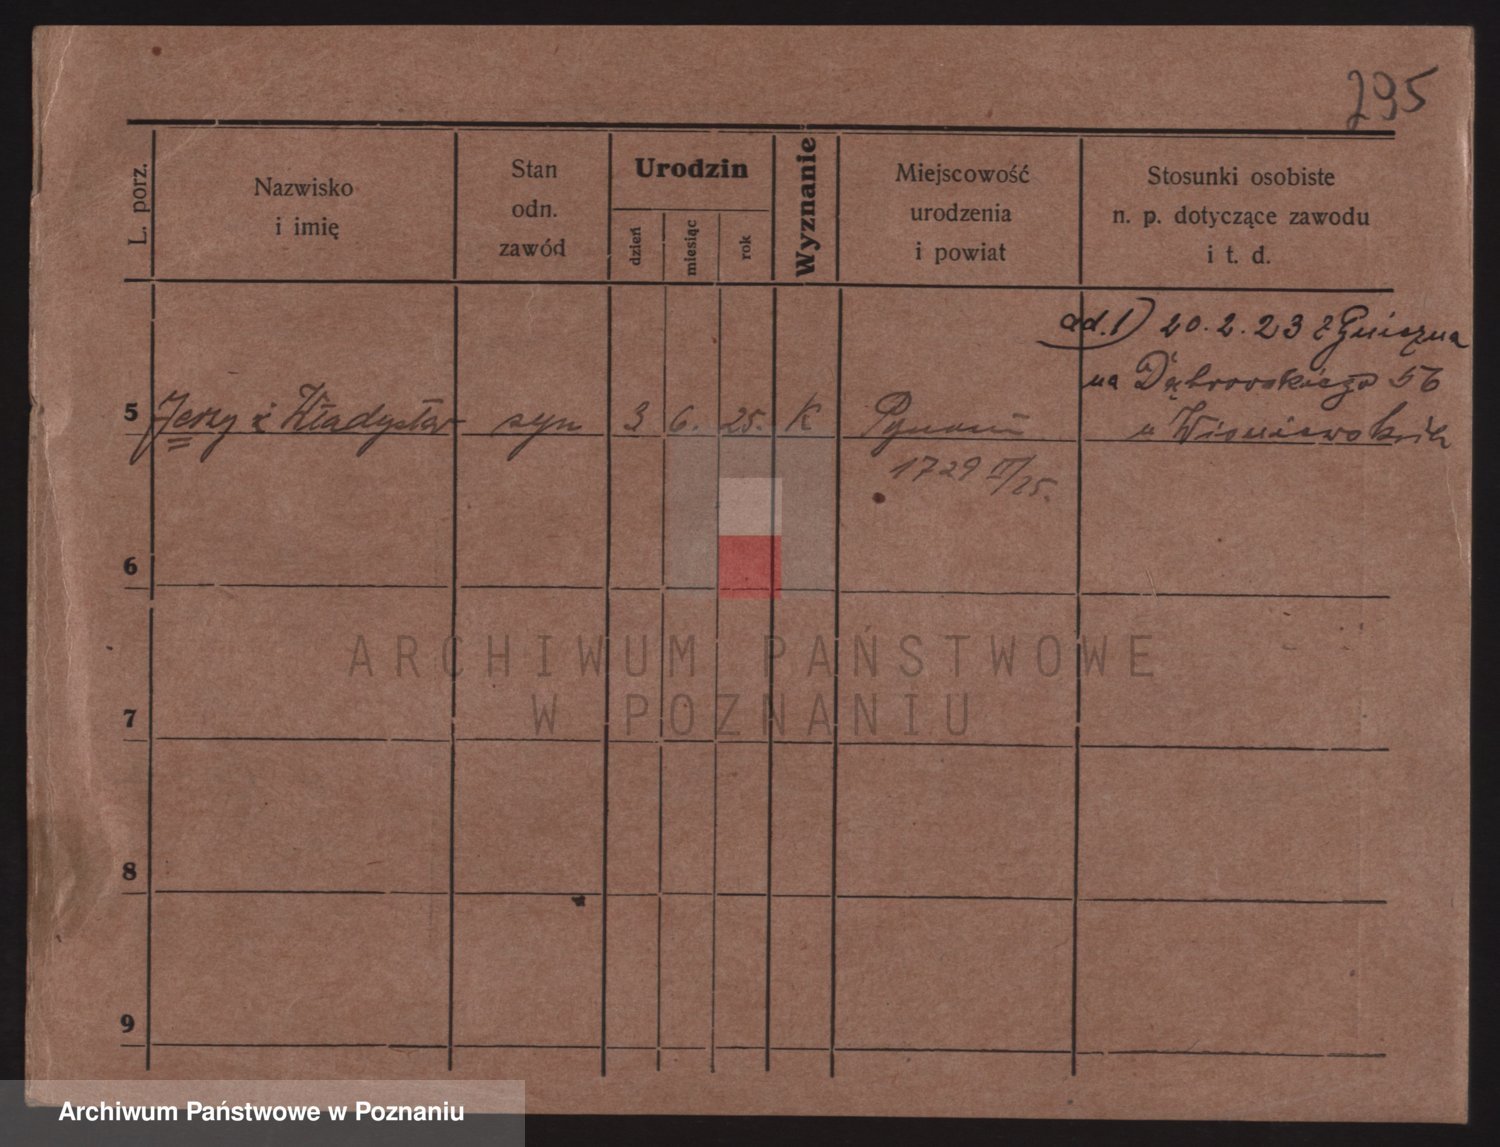 295
L. porz.
Nazwisko
i imię
Stan
odn.
zawód
Urodzin
dzień
miesiąc
rok
Wyznanie
Miejscowość
urodzenia
i powiat
Stosunki osobiste
n. p. dotyczące zawodu
i t. d.
ad. 1) 20. 2. 23 z Gniezna
na Dąbrowskiego 56
5 Jerzy Władysław syn 3 6. 25. K
1729 II/25.
6
7
8
9
ARCHIWUM PAŃSTWOWE
W POZNANIU
Archiwum Państwowe w Poznaniu